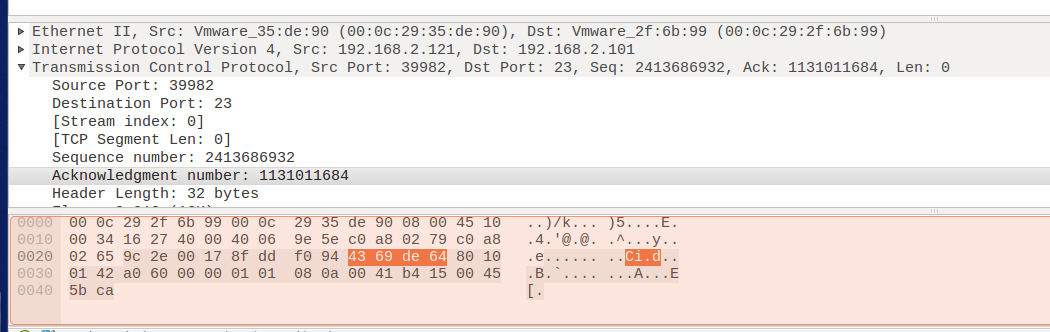 Ethernet II, Src: Vmware_35:de:90 (00:0c:29:35:de:90), Dst: Vmware_2f:6b:99 (00:0c:29:2f:6b:99)
Internet Protocol Version 4, Src: 192.168.2.121, Dst: 192.168.2.101
Transmission Control Protocol, Src Port: 39982, Dst Port: 23, Seq: 2413686932, Ack: 1131011684, Len: 0
Source Port: 39982
Destination Port: 23
[Stream index: 0]
[TCP Segment Len: 0]
Sequence number: 2413686932
Acknowledgment number: 1131011684
Header Length: 32 bytes
0000 00 0c 29 2f 6b 99 00 0c 29 35 de 90 08 00 45 10 ..)/k... )5....E.
0010 00 34 16 27 40 00 40 06 9e 5e c0 a8 02 79 c0 a8 .4.'@.@. .^...y..
0020 02 65 9c 2e 00 17 8f dd f0 94 43 69 de 64 80 10 .e...... ..Ci.d..
0030 01 42 a0 60 00 00 01 01 08 0a 00 41 b4 15 00 45 .B.`.... ...A...E
0040 5b ca [.